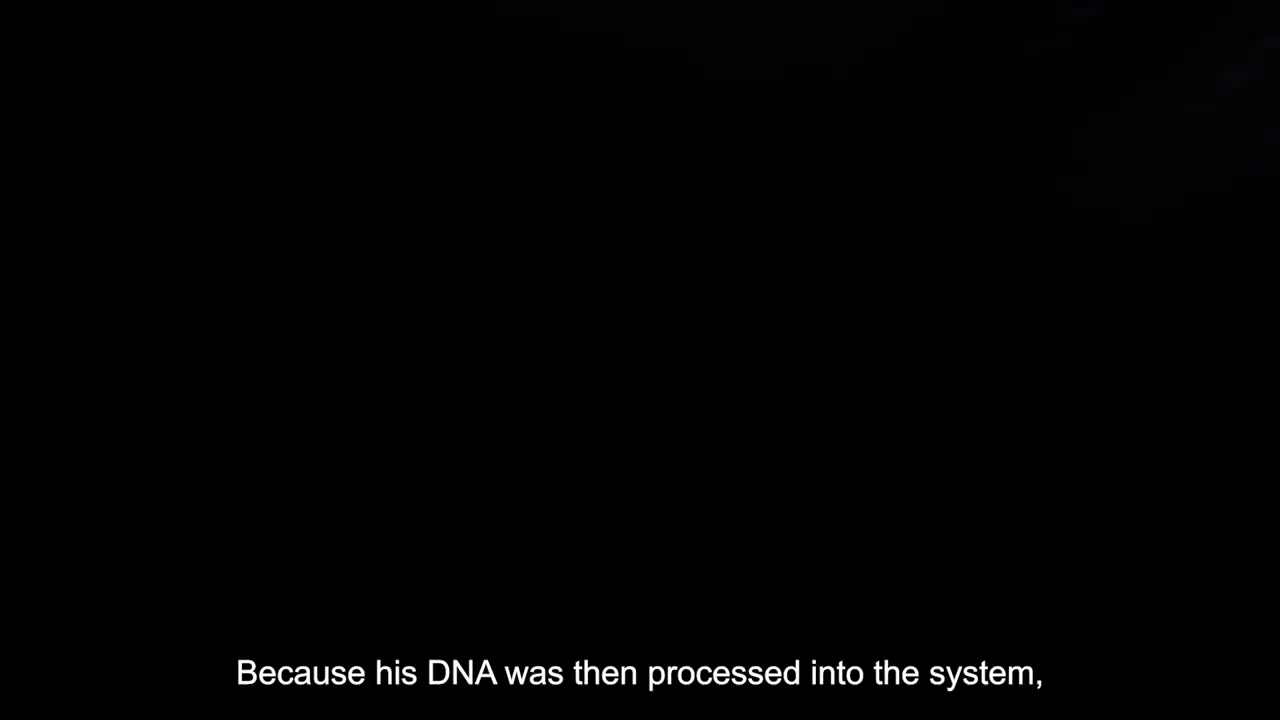 Because his DNA was then processed into the system,